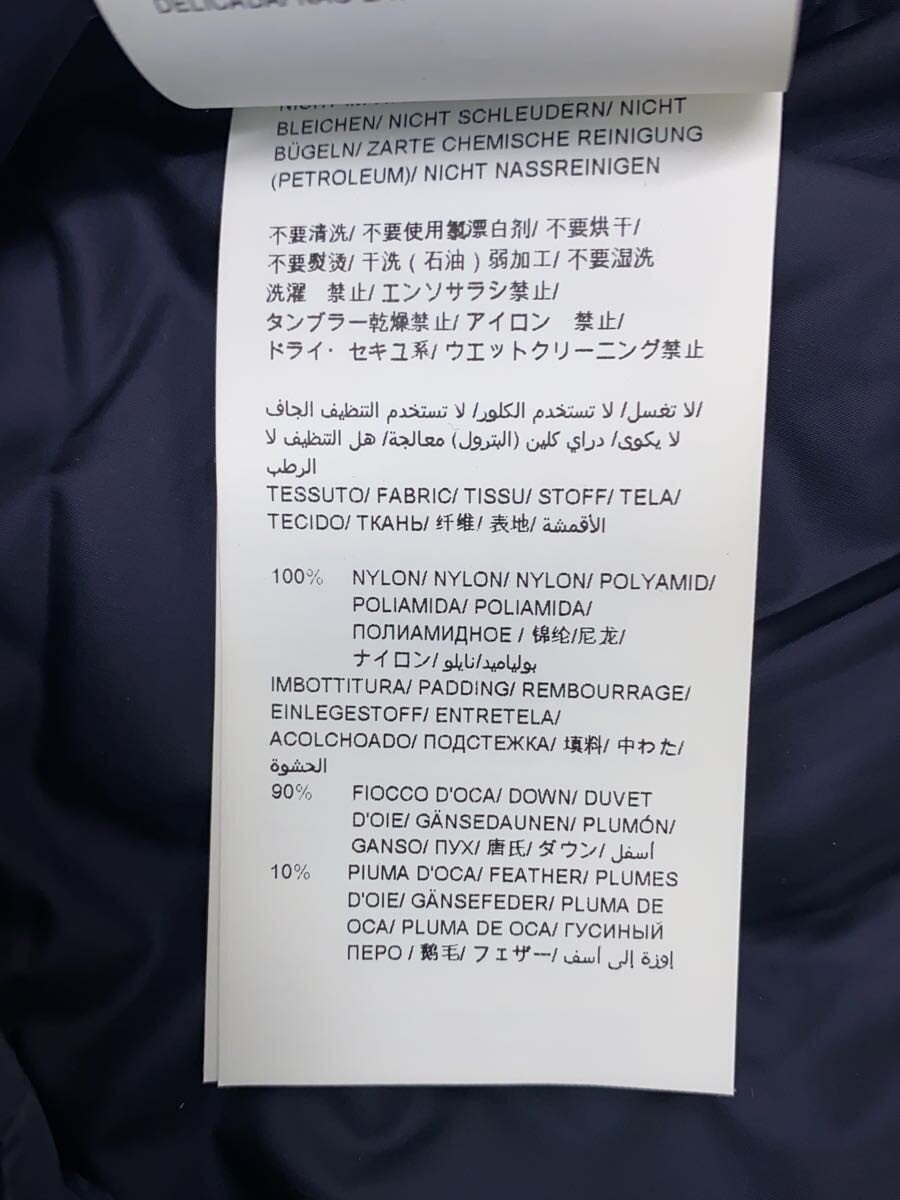 BLEICHEN/ NICHT SCHLEUDERN/ NICHT
BÜGELN/ ZARTE CHEMISCHE REINIGUNG
(PETROLEUM)/ NICHT NASSREINIGEN
不要清洗/ 不要使用氯漂白剂/ 不要烘干/
不要熨烫/ 干洗 ( 石油 ) 弱加工/ 不要湿洗
洗濯　禁止/ エンソサラシ禁止/
タンブラー乾燥禁止/ アイロン　禁止/
ドライ・ セキユ系/ ウエットクリーニング禁止
لا تغسل/ لا تستخدم الكلور/ لا تستخدم التنظيف الجاف/
لا يكوى/ دراي كلين (البترول) معالجة/ هل التنظيف لا
الرطب
TESSUTO/ FABRIC/ TISSU/ STOFF/ TELA/
TECIDO/ ТКАНЬ/ 纤维/ 表地/ الأقمشة
100% NYLON/ NYLON/ NYLON/ POLYAMID/
POLIAMIDA/ POLIAMIDA/
ПОЛИАМИДНОЕ / 锦纶/尼龙/
ナイロン/ بولياميد/نايلو
IMBOTTITURA/ PADDING/ REMBOURRAGE/
EINLEGESTOFF/ ENTRETELA/
ACOLCHOADO/ ПОДСТЕЖКА/ 填料/ 中わた/
الحشوة
90% FIOCCO D'OCA/ DOWN/ DUVET
D'OIE/ GÄNSEDAUNEN/ PLUMÓN/
GANSO/ ПУХ/ 唐氏/ ダウン/ أسفل
10% PIUMA D'OCA/ FEATHER/ PLUMES
D'OIE/ GÄNSEFEDER/ PLUMA DE
OCA/ PLUMA DE OCA/ ГУСИНЫЙ
ПЕРО / 鹅毛/ フェザー/ إوزة إلى أسف